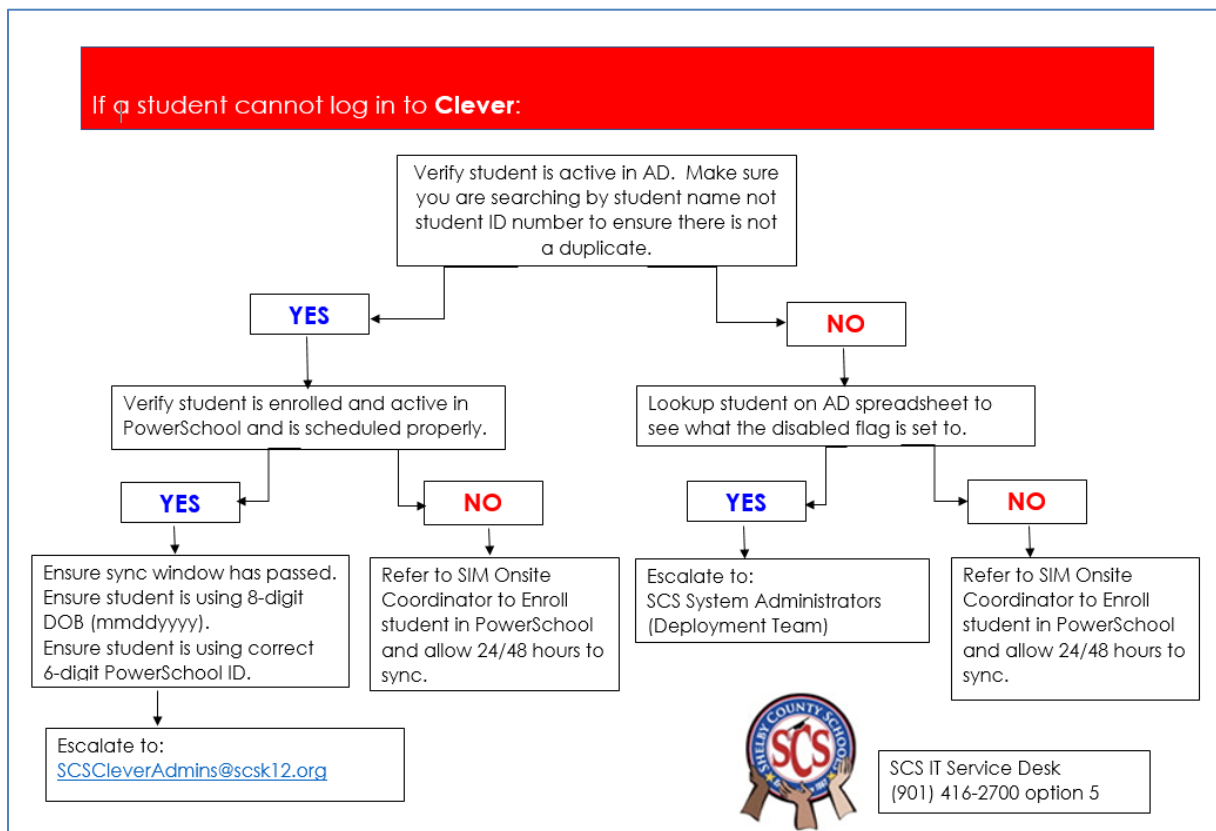 If a student cannot log in to Clever:
Verify student is active in AD.  Make sure
you are searching by student name not
student ID number to ensure there is not
a duplicate.
YES
NO
Verify student is enrolled and active in
PowerSchool and is scheduled properly.
Lookup student on AD spreadsheet to
see what the disabled flag is set to.
YES
NO
YES
NO
Ensure sync window has passed.
Ensure student is using 8-digit
DOB (mmddyyyy).
Ensure student is using correct
6-digit PowerSchool ID.
Refer to SIM Onsite
Coordinator to Enroll
student in PowerSchool
and allow 24/48 hours to
sync.
Escalate to:
SCS System Administrators
(Deployment Team)
Refer to SIM Onsite
Coordinator to Enroll
student in PowerSchool
and allow 24/48 hours to
sync.
Escalate to:
SCSCleverAdmins@scsk12.org
SHELBY COUNTY SCHOOLS
SCS
SCS IT Service Desk
(901) 416-2700 option 5